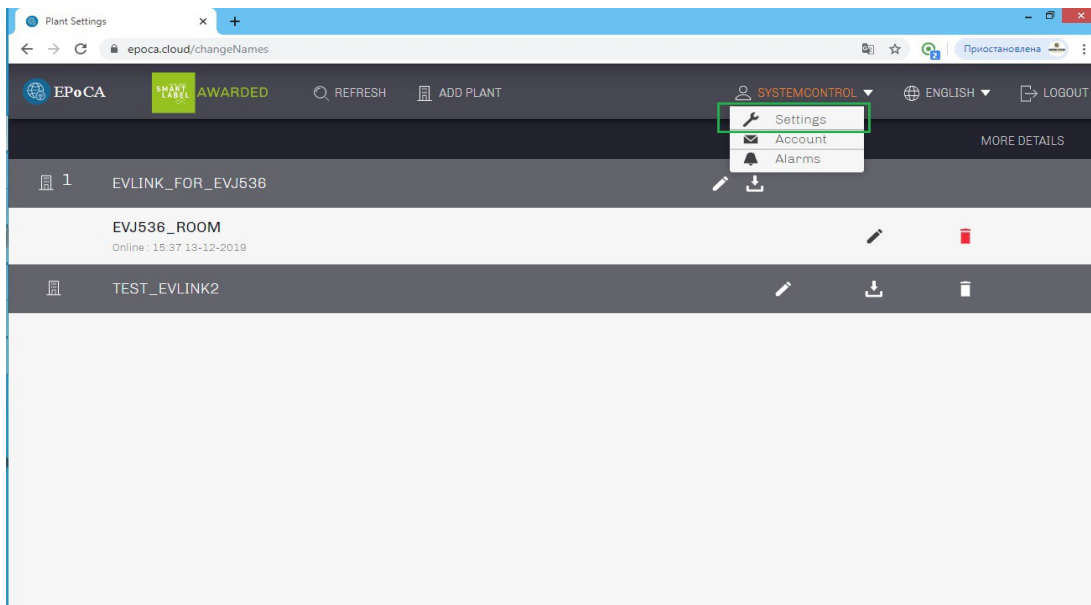 Plant Settings
epoca.cloud/changeNames
Приостановлена
EPoCA
SMART LABEL AWARDED
REFRESH
ADD PLANT
SYSTEMCONTROL
ENGLISH
LOGOUT
Settings
Account
Alarms
MORE DETAILS
1
EVLINK_FOR_EVJ536
EVJ536_ROOM
Online : 15:37 13-12-2019
TEST_EVLINK2